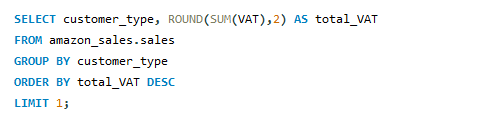 SELECT customer_type, ROUND(SUM(VAT),2) AS total_VAT
FROM amazon_sales.sales
GROUP BY customer_type
ORDER BY total_VAT DESC
LIMIT 1;